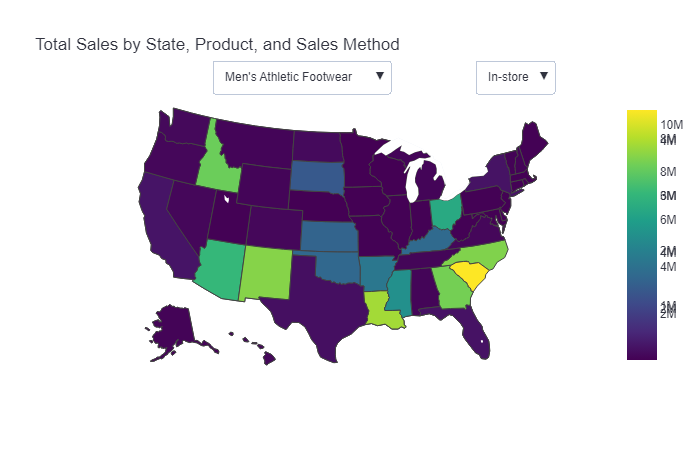 Total Sales by State, Product, and Sales Method
Men's Athletic Footwear ▼
In-store ▼
10M
8M
6M
4M
2M